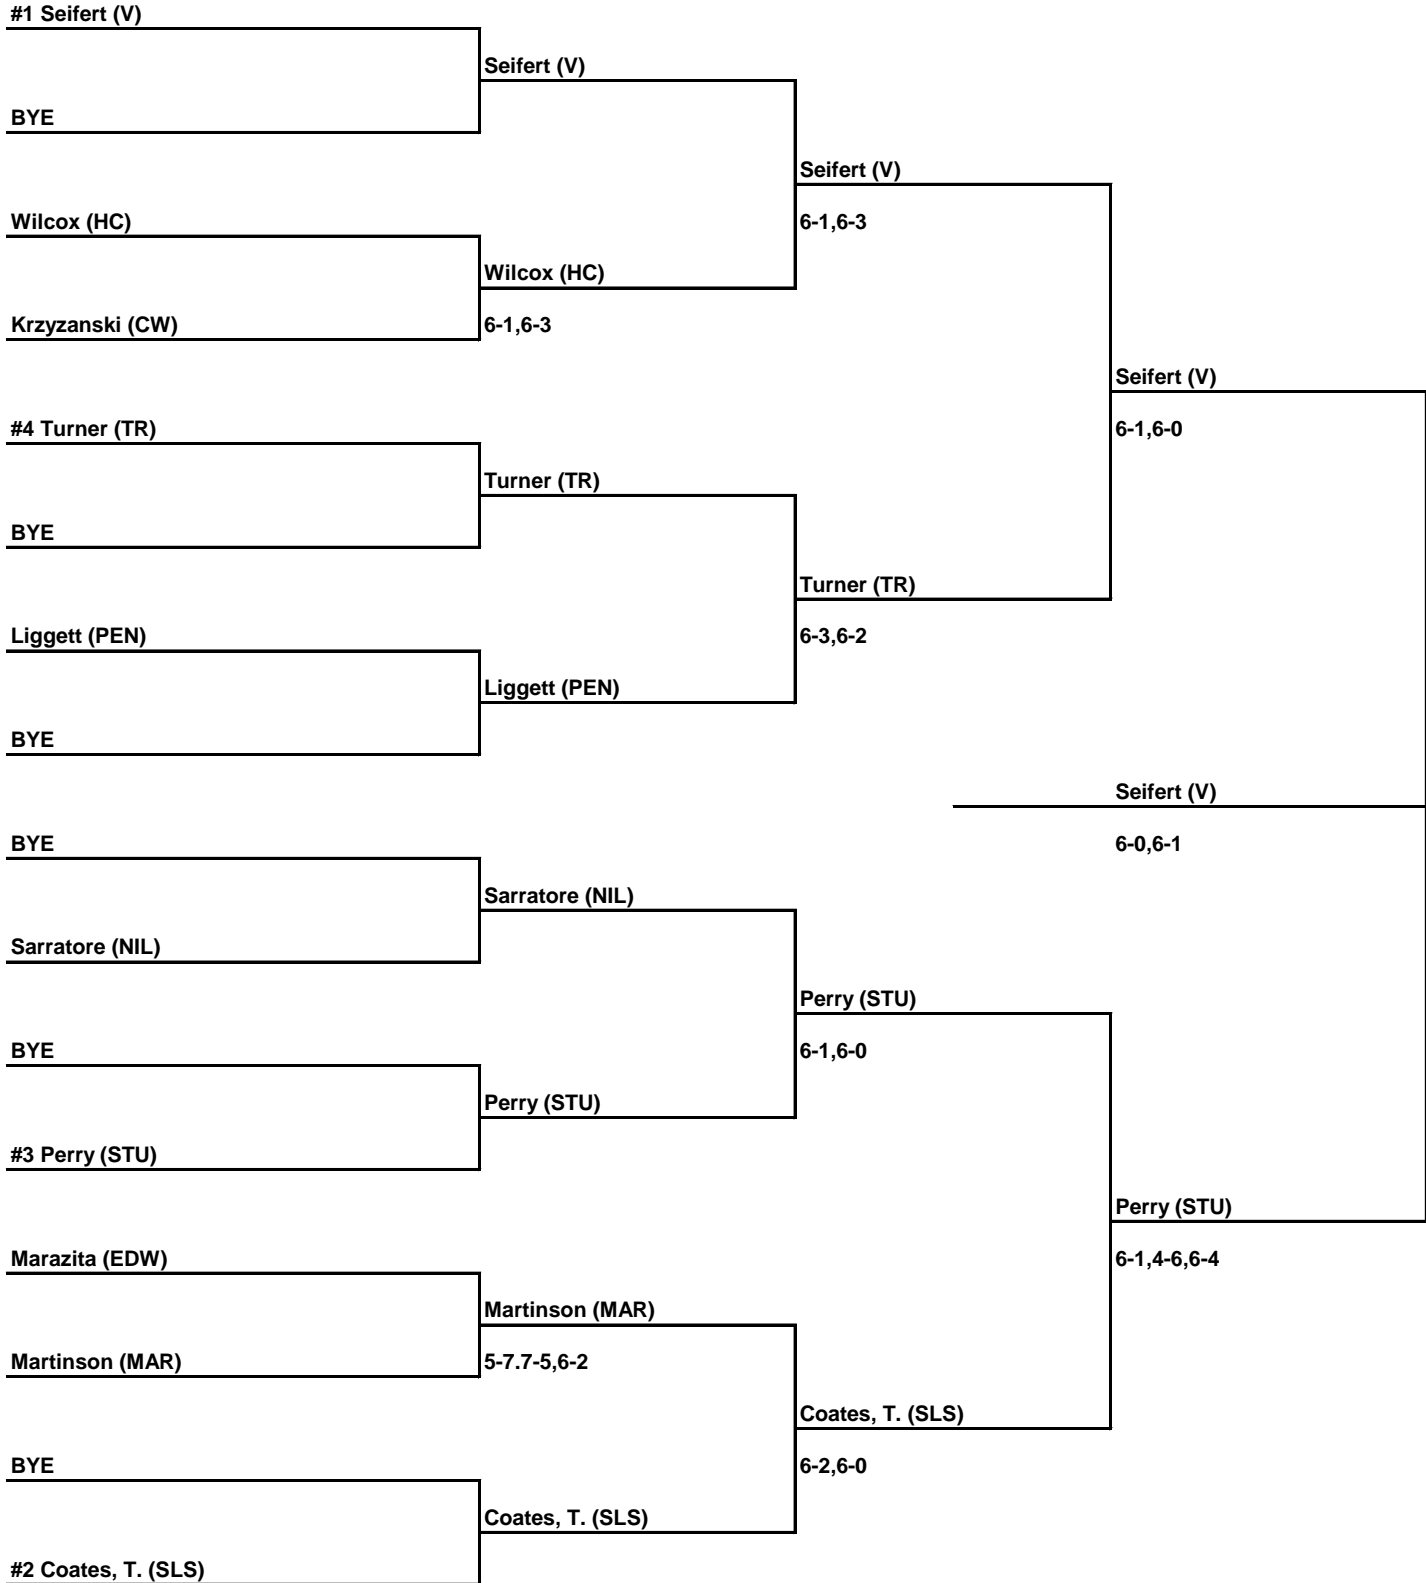 #1 Seifert (V)
Seifert (V)
BYE
Seifert (V)
Wilcox (HC)
6-1,6-3
Wilcox (HC)
Krzyzanski (CW)
6-1,6-3
Seifert (V)
#4 Turner (TR)
6-1,6-0
Turner (TR)
BYE
Turner (TR)
Liggett (PEN)
6-3,6-2
Liggett (PEN)
BYE
Seifert (V)
BYE
6-0,6-1
Sarratore (NIL)
Sarratore (NIL)
Perry (STU)
BYE
6-1,6-0
Perry (STU)
#3 Perry (STU)
Perry (STU)
Marazita (EDW)
6-1,4-6,6-4
Martinson (MAR)
Martinson (MAR)
5-7.7-5,6-2
Coates, T. (SLS)
BYE
6-2,6-0
Coates, T. (SLS)
#2 Coates, T. (SLS)